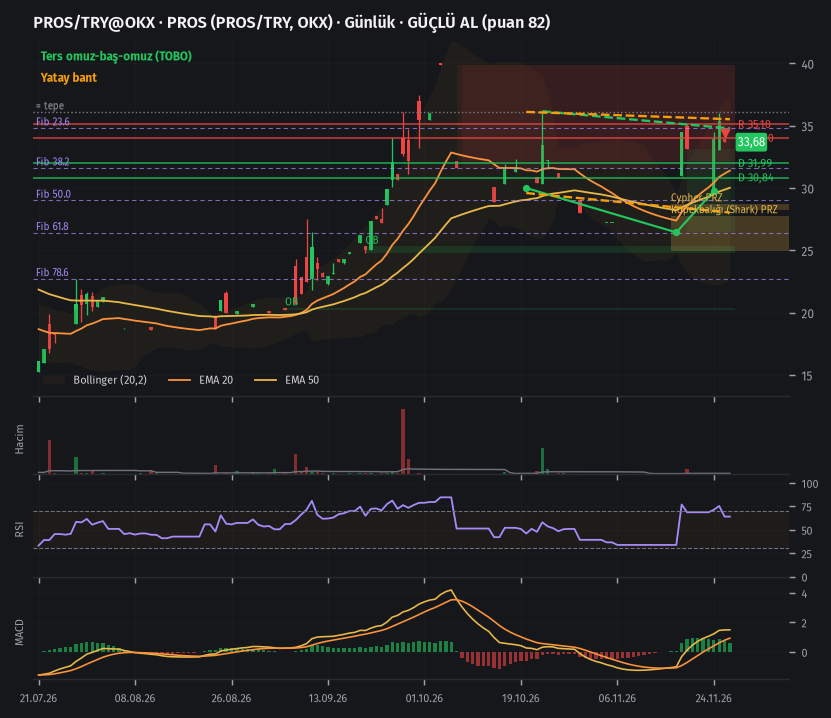 PROS/TRY@OKX · PROS (PROS/TRY, OKX) · Günlük · GÜÇLÜ AL (puan 82)
Ters omuz-baş-omuz (TOBO)
Yatay bant
= tepe
Fib 23.6
Fib 38.2
Fib 50.0
Fib 61.8
Fib 78.6
OB
OB
D 35,10
33,68
D 31,99
D 30,84
Cypher PRZ
Köpekbalığı (Shark) PRZ
40
35
30
25
20
15
Bollinger (20,2)
EMA 20
EMA 50
Hacim
RSI
100
75
50
25
0
MACD
4
2
0
21.07.26
08.08.26
26.08.26
13.09.26
01.10.26
19.10.26
06.11.26
24.11.26